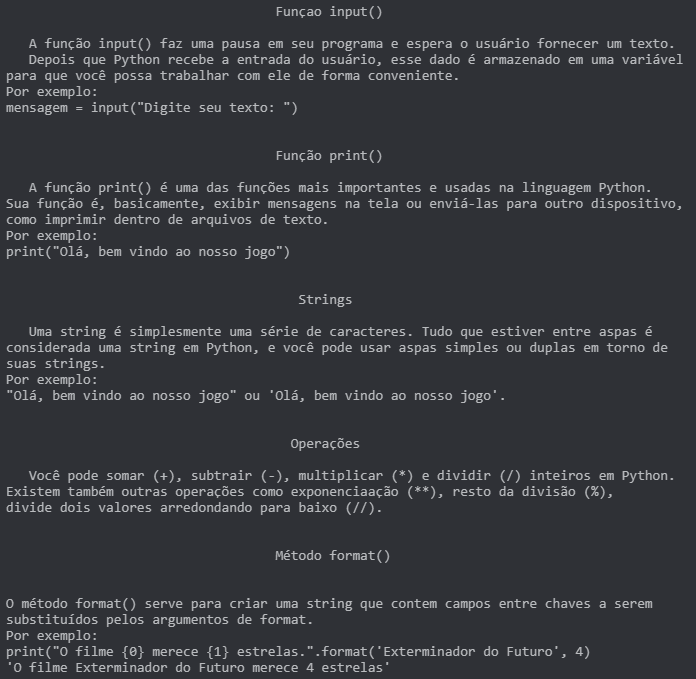 Funçao input()
A função input() faz uma pausa em seu programa e espera o usuário fornecer um texto.
Depois que Python recebe a entrada do usuário, esse dado é armazenado em uma variável
para que você possa trabalhar com ele de forma conveniente.
Por exemplo:
mensagem = input("Digite seu texto: ")
Função print()
A função print() é uma das funções mais importantes e usadas na linguagem Python.
Sua função é, basicamente, exibir mensagens na tela ou enviá-las para outro dispositivo,
como imprimir dentro de arquivos de texto.
Por exemplo:
print("Olá, bem vindo ao nosso jogo")
Strings
Uma string é simplesmente uma série de caracteres. Tudo que estiver entre aspas é
considerada uma string em Python, e você pode usar aspas simples ou duplas em torno de
suas strings.
Por exemplo:
"Olá, bem vindo ao nosso jogo" ou 'Olá, bem vindo ao nosso jogo'.
Operações
Você pode somar (+), subtrair (-), multiplicar (*) e dividir (/) inteiros em Python.
Existem também outras operações como exponenciaação (**), resto da divisão (%),
divide dois valores arredondando para baixo (//).
Método format()
O método format() serve para criar uma string que contem campos entre chaves a serem
substituídos pelos argumentos de format.
Por exemplo:
print("O filme {0} merece {1} estrelas.".format('Exterminador do Futuro', 4)
'O filme Exterminador do Futuro merece 4 estrelas'